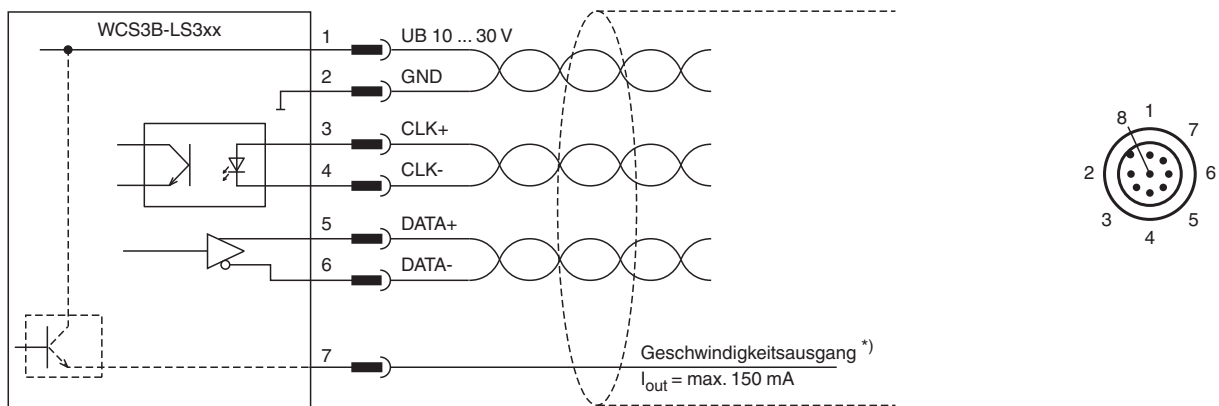 WCS3B-LS3xx
1 UB 10 ... 30 V
2 GND
3 CLK+
4 CLK-
5 DATA+
6 DATA-
7 Geschwindigkeitsausgang *)
Iout = max. 150 mA
8 1 7
2 6
3 5
4